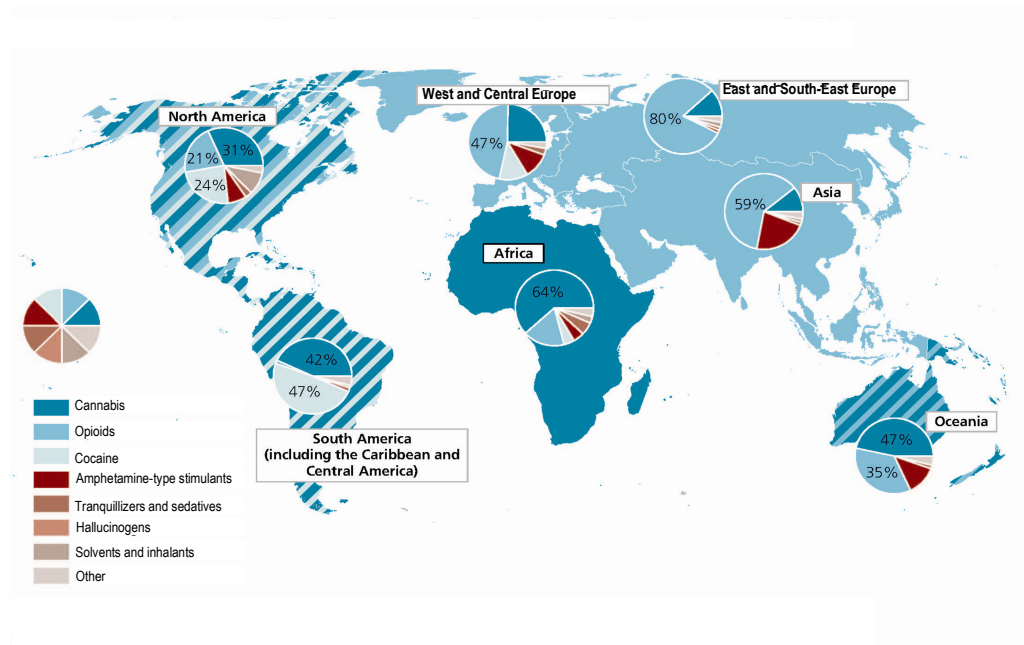 West and Central Europe
East and South-East Europe
North America
80%
31%
47%
21%
24%
Asia
59%
Africa
64%
42%
47%
Cannabis
Opioids
Cocaine
Amphetamine-type stimulants
Tranquillizers and sedatives
Hallucinogens
Solvents and inhalants
Other
South America
(including the Caribbean and
Central America)
Oceania
47%
35%